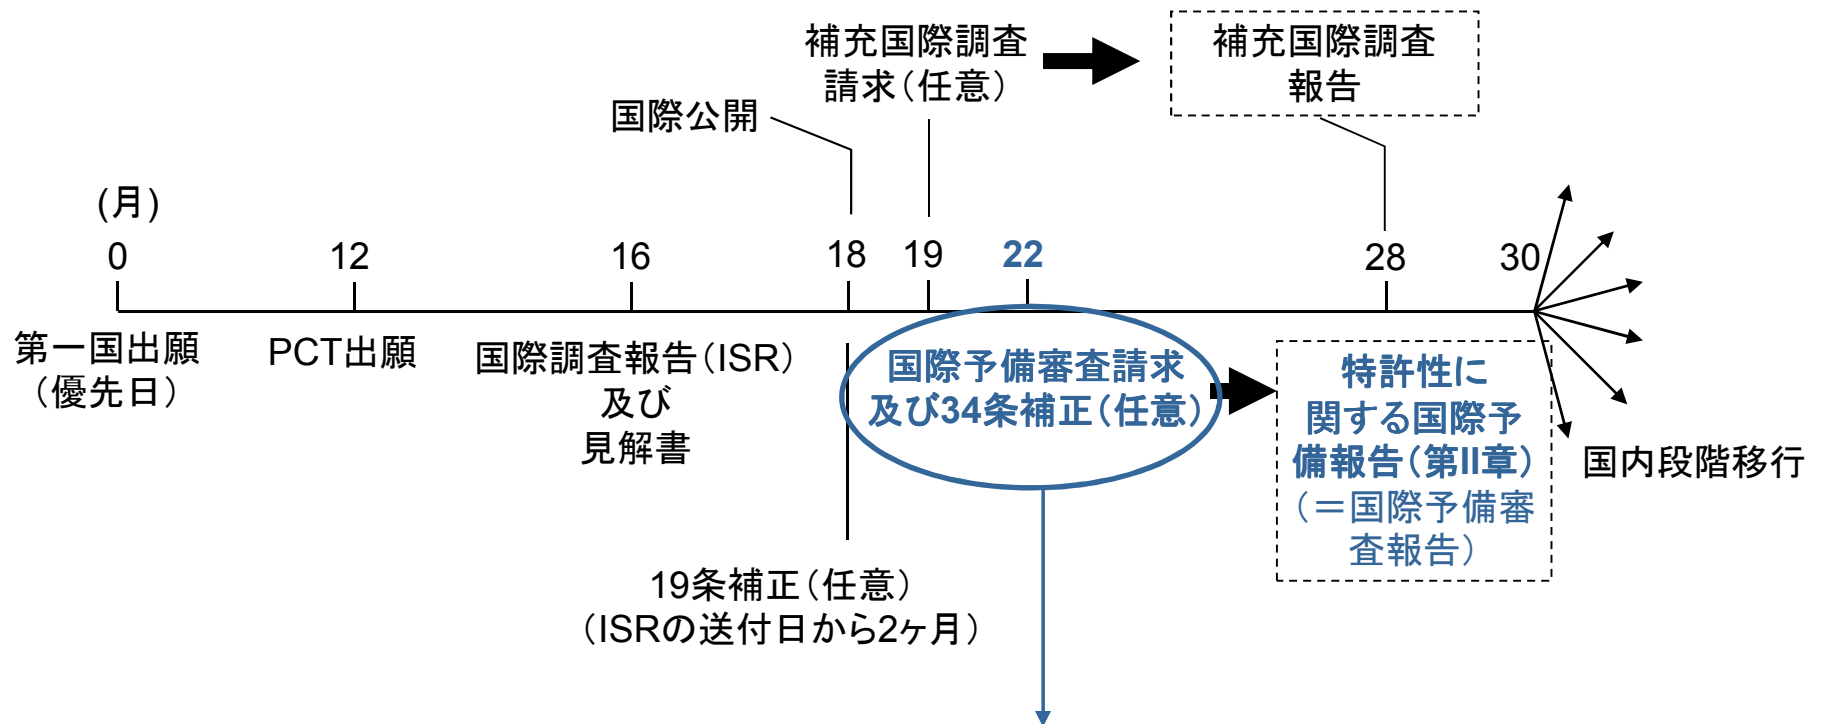 補充国際調査
請求（任意）
補充国際調査
報告
国際公開
(月)
0
12
16
18
19
22
28
30
第一国出願
（優先日）
PCT出願
国際調査報告（ISR）
及び
見解書
国際予備審査請求
及び34条補正（任意）
特許性に
関する国際予
備報告（第II章）
（＝国際予備審
査報告）
国内段階移行
19条補正（任意）
（ISRの送付日から2ヶ月）